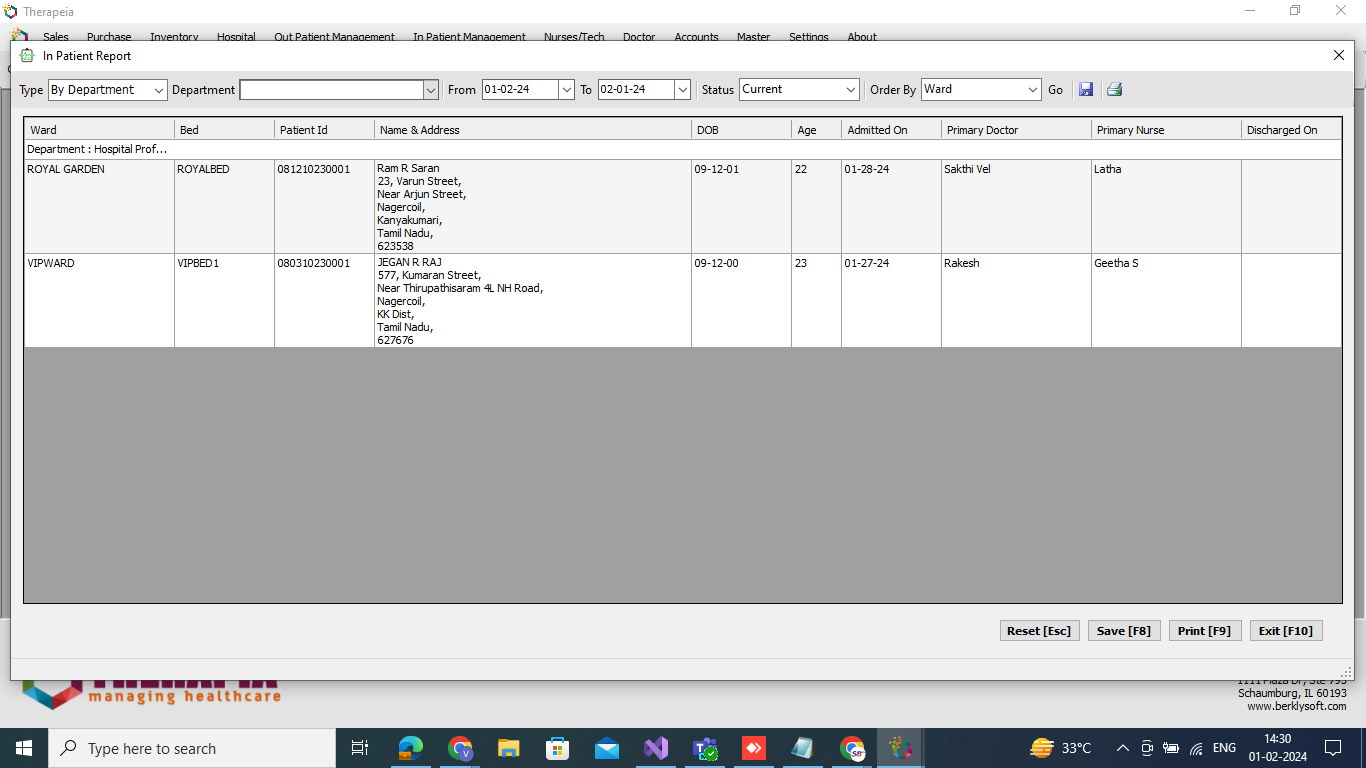 Therapeia
Sales Purchase Inventory Hospital Out Patient Management In Patient Management Nurses/Tech Doctor Accounts Master Settings About
In Patient Report
Type By Department Department From 01-02-24 To 02-01-24 Status Current Order By Ward Go
Ward Bed Patient Id Name & Address DOB Age Admitted On Primary Doctor Primary Nurse Discharged On
Department : Hospital Prof...
ROYAL GARDEN ROYALBED 081210230001 Ram R Saran 09-12-01 22 01-28-24 Sakthi Vel Latha
23, Varun Street,
Near Arjun Street,
Nagercoil,
Kanyakumari,
Tamil Nadu,
623538
VIPWARD VIPBED1 080310230001 JEGAN R RAJ 09-12-00 23 01-27-24 Rakesh Geetha S
577, Kumaran Street,
Near Thirupathisaram 4L NH Road,
Nagercoil,
KK Dist,
Tamil Nadu,
627676
Reset [Esc] Save [F8] Print [F9] Exit [F10]
managing healthcare
1111 Plaza Dr, Ste 795
Schaumburg, IL 60193
www.berklysoft.com
Type here to search
33°C ENG 14:30
01-02-2024